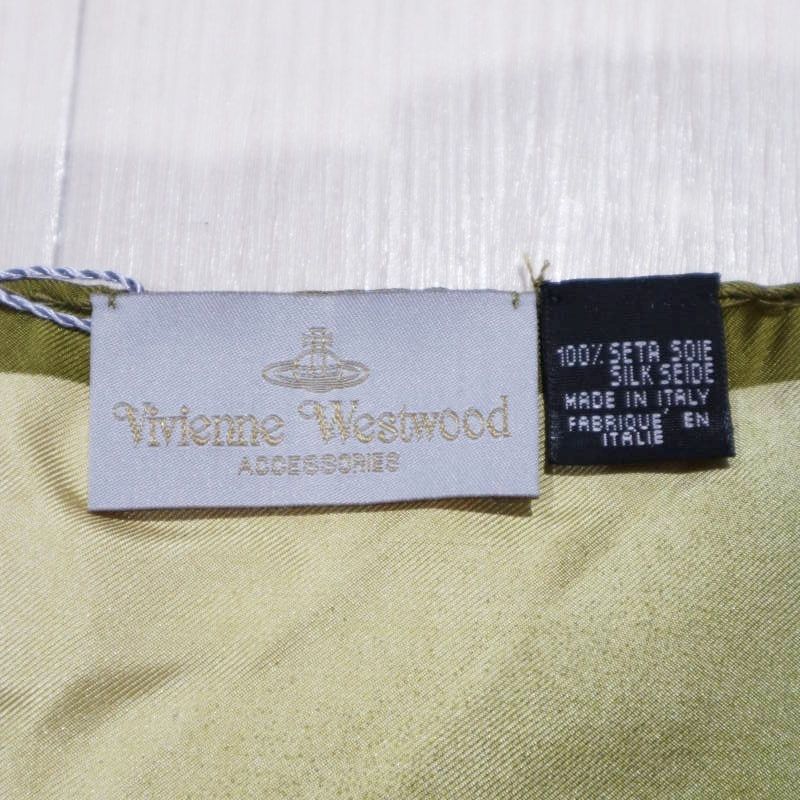 Vivienne Westwood
ACCESSORIES
100% SETA SOIE
SILK SEIDE
MADE IN ITALY
FABRIQUÉ EN
ITALIE